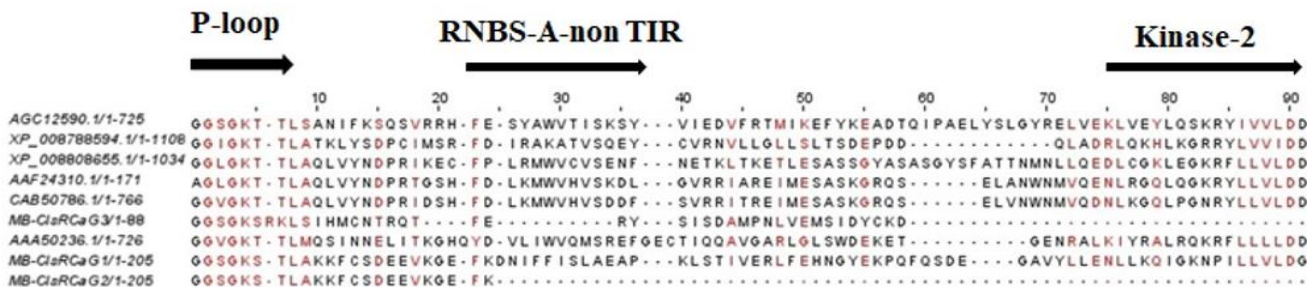 P-loop RNBS-A-non TIR Kinase-2
10 20 30 40 50 60 70 80 90
AGC12590.1/1-725 GGSGKT-TLSANIFKSQSVRRH-FE-SYAWVTISKSY---VIEDVFRTMIKEFYKEADTQIPAELYSLGYRELVEKLVEYLQSKRYIVVLDD
XP_008788594.1/1-1108 GGIGKT-TLATKLYSDPCIMSR-FD-IRAKATVSQEY---CVRNVLLGLLSLTSDEPDD------------QLADRLQKHLKGRRYLVVIDD
XP_008808655.1/1-1034 GGLGKT-TLAQLVYNDPRIKEC-FP-LRMWVCVSENF---NETKLTKETLESASSGYASASGYSFATTNMNLLQEDLCGKLEGKRFLLVLDD
AAF24310.1/1-171 AGLGKT-TLAQLVYNDPRTGSH-FD-LKMWVHVSKDL---GVRRIAREIMESASKGRQS------ELANWNMVQENLRGQLQGKRYLLVLDD
CAB50786.1/1-766 GGVGKT-TLAQLVYNDPRIDSH-FD-LKMWVHVSDDF---SVRRITREIMESASKGRQS------ELVNWNMVQDNLKGQLPGNRYLLVLDD
MB-ClsRCaG3/1-88 GGSGKSRKLSIHMCNTRQT----FE--------RY---SISDAMPNLVEMSIDYCKD---------------------------------
AAA50236.1/1-726 GGVGKT-TLMQSINNELITKGHQYD-VLIWVQMSREFGECTIQQAVGARLGLSWDEKET----------GENRALKIYRALRQKRFLLLLDD
MB-ClsRCaG1/1-205 GGSGKS-TLAKKFCSDEEVKGE-FKDNIFFISLAEAP---KLSTIVERLFEHNGYEKPQFQSDE----GAVYLLENLLKQIGKNPILLVLDG
MB-ClsRCaG2/1-205 GGSGKS-TLAKKFCSDEEVKGE-FK-------------------------------------------------------------------